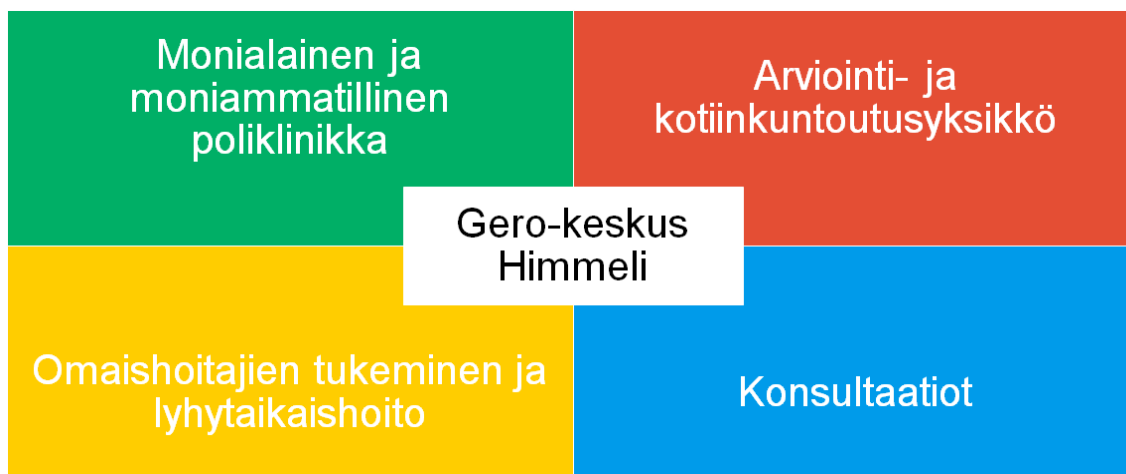 Monialainen ja
moniammatillinen
poliklinikka
Arviointi- ja
kotiinkuntoutusyksikkö
Gero-keskus
Himmeli
Omaishoitajien tukeminen ja
lyhytaikaishoito
Konsultaatiot